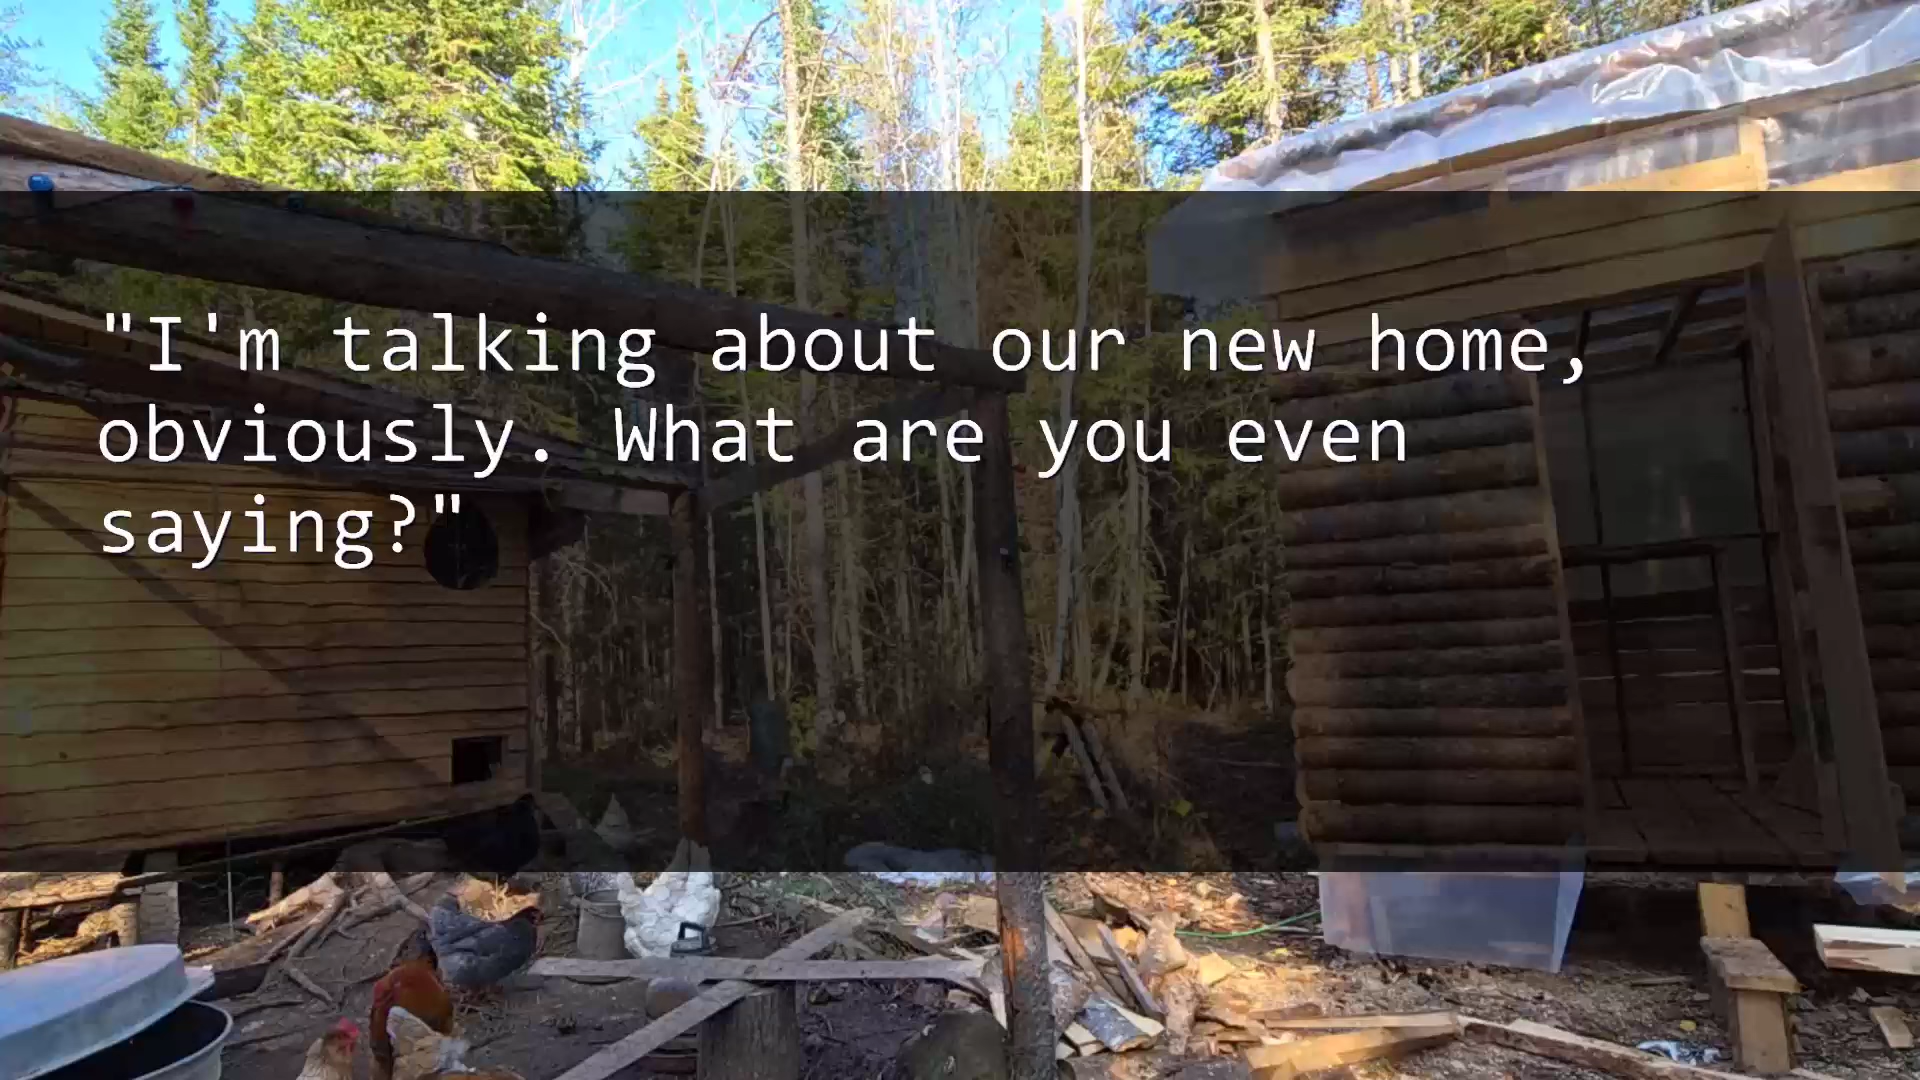 "I'm talking about our new home,
obviously. What are you even
saying?"